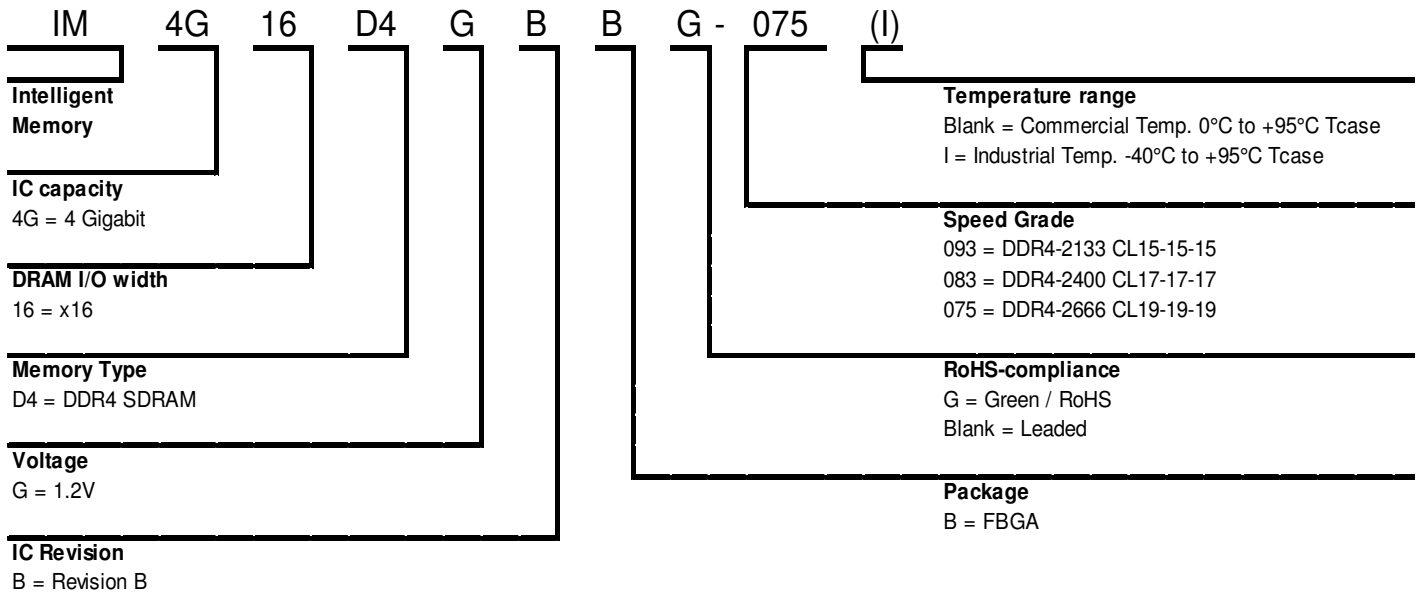 IM 4G 16 D4 G B B G - 075 (I)
Intelligent
Memory
IC capacity
4G = 4 Gigabit
DRAM I/O width
16 = x16
Memory Type
D4 = DDR4 SDRAM
Voltage
G = 1.2V
IC Revision
B = Revision B
Temperature range
Blank = Commercial Temp. 0°C to +95°C Tcase
I = Industrial Temp. -40°C to +95°C Tcase
Speed Grade
093 = DDR4-2133 CL15-15-15
083 = DDR4-2400 CL17-17-17
075 = DDR4-2666 CL19-19-19
RoHS-compliance
G = Green / RoHS
Blank = Leaded
Package
B = FBGA